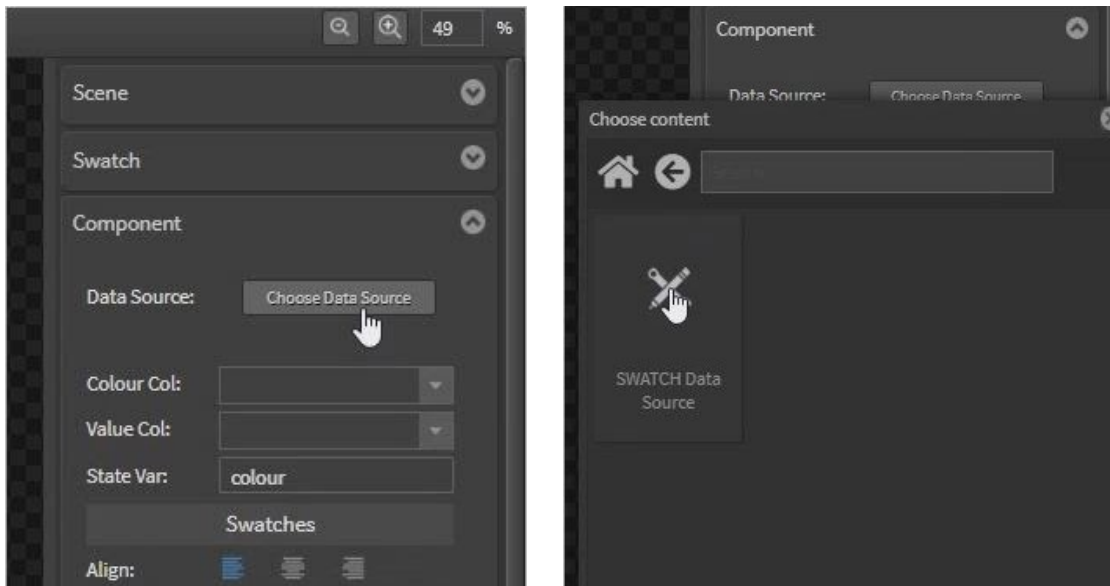 49 %
Scene
Swatch
Component
Data Source: Choose Data Source
Colour Col:
Value Col:
State Var: colour
Swatches
Align:
Component
Data Source: Choose Data Source
Choose content
SWATCH Data
Source